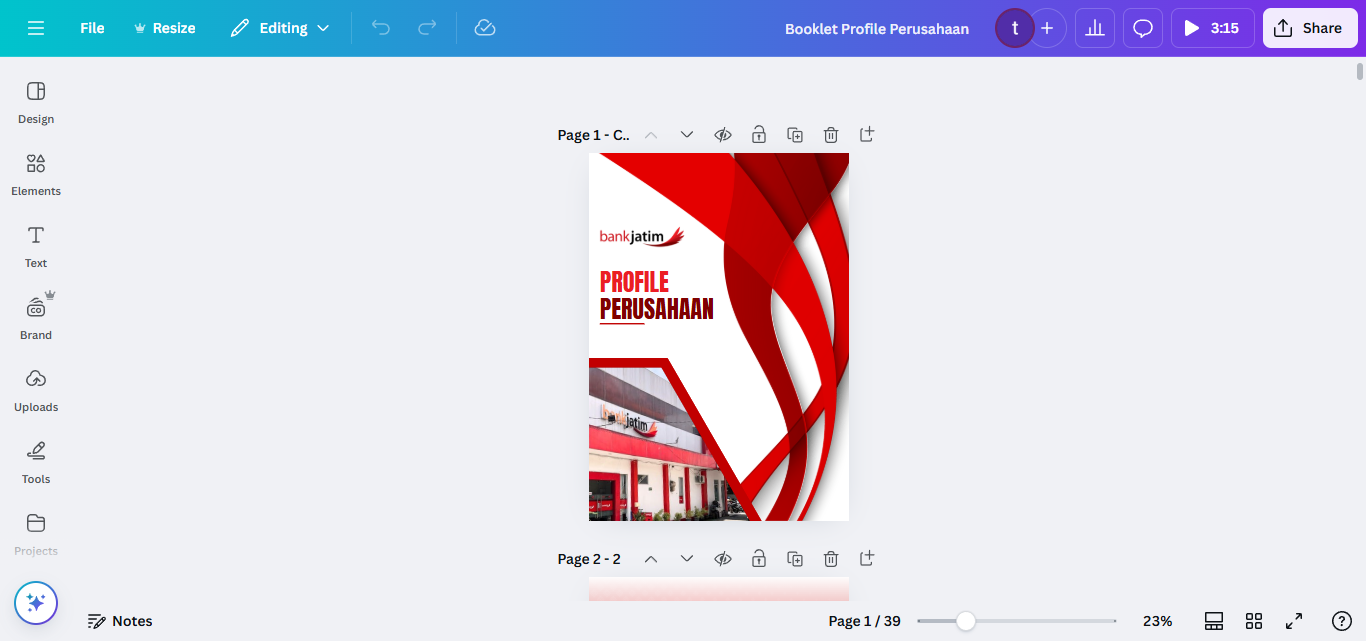 File
Resize
Editing
Booklet Profile Perusahaan
t
3:15
Share
Design
Elements
Text
Brand
CO
Uploads
Tools
Projects
Page 1 - C..
bankjatim
PROFILE
PERUSAHAAN
bankjatim
Page 2 - 2
Notes
Page 1 / 39
23%